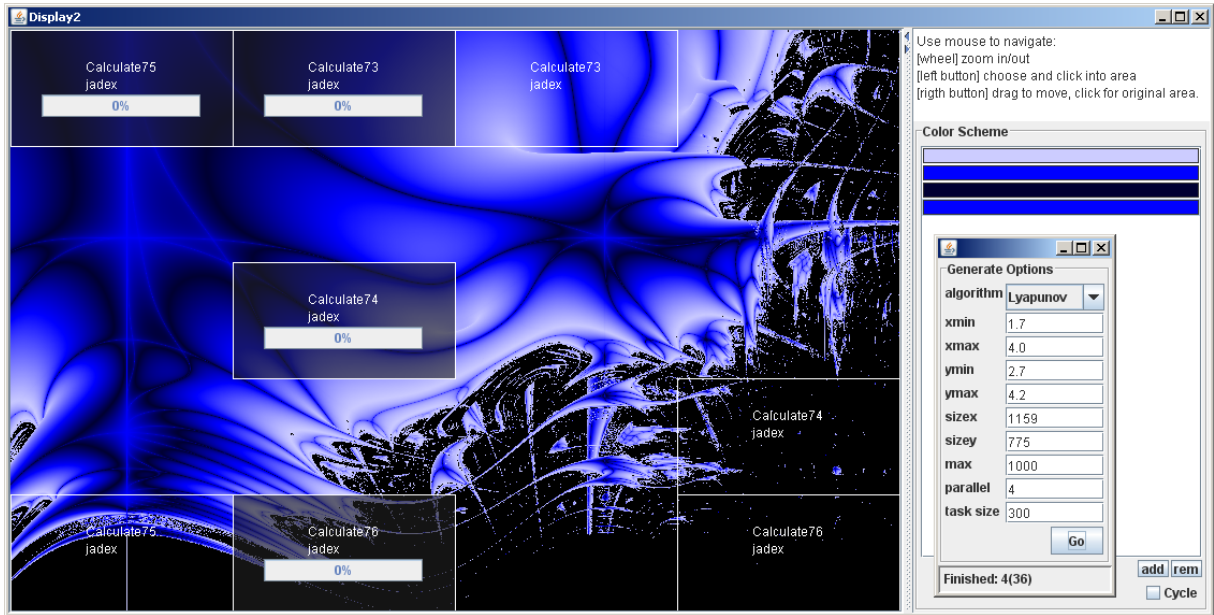 Display2
Calculate75
jadex
0%
Calculate73
jadex
0%
Calculate73
jadex
Calculate74
jadex
0%
Calculate74
jadex
Calculate75
jadex
Calculate76
jadex
0%
Calculate76
jadex
Use mouse to navigate:
[wheel] zoom in/out
[left button] choose and click into area
[rigth button] drag to move, click for original area.
Color Scheme
Generate Options
algorithm Lyapunov
xmin 1.7
xmax 4.0
ymin 2.7
ymax 4.2
sizex 1159
sizey 775
max 1000
parallel 4
task size 300
Go
Finished: 4(36)
add rem
Cycle